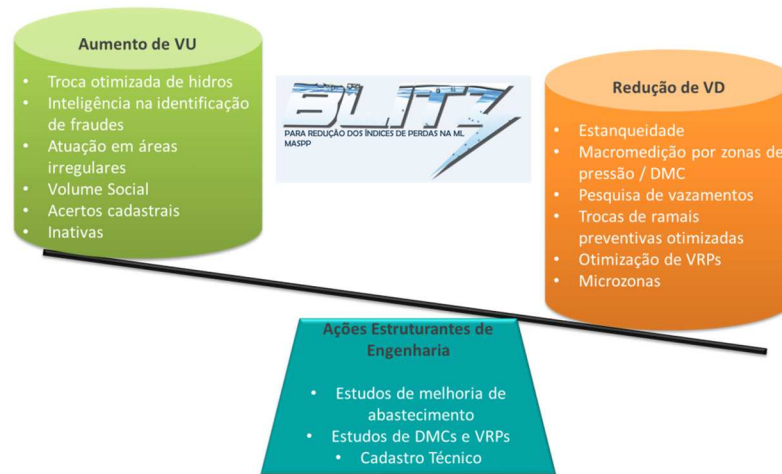 Aumento de VU
• Troca otimizada de hidros
• Inteligência na identificação
de fraudes
• Atuação em áreas
irregulares
• Volume Social
• Acertos cadastrais
• Inativas
BLITZ
PARA REDUÇÃO DOS ÍNDICES DE PERDAS NA ML
MASPP
Redução de VD
• Estanqueidade
• Macromedição por zonas de
pressão / DMC
• Pesquisa de vazamentos
• Trocas de ramais
preventivas otimizadas
• Otimização de VRPs
• Microzonas
Ações Estruturantes de
Engenharia
• Estudos de melhoria de
abastecimento
• Estudos de DMCs e VRPs
• Cadastro Técnico